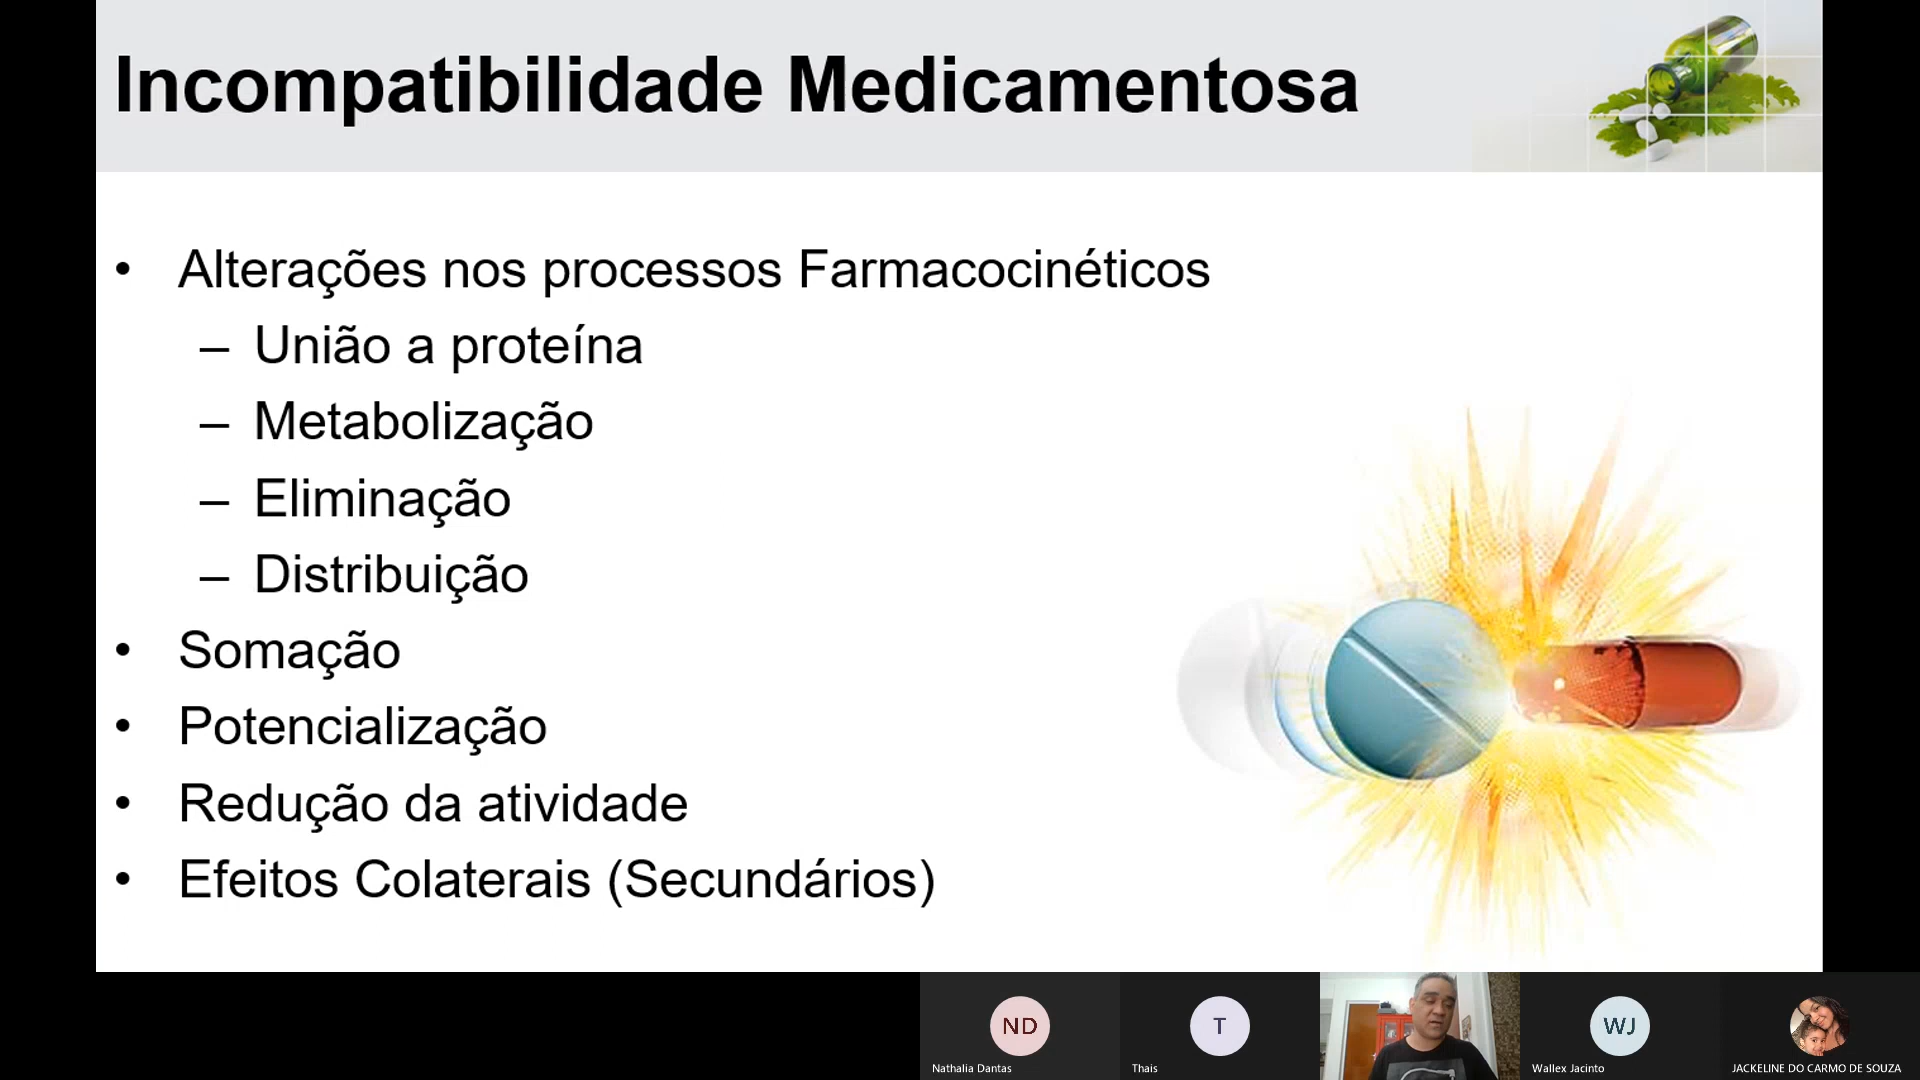 Incompatibilidade Medicamentosa
• Alterações nos processos Farmacocinéticos
– União a proteína
– Metabolização
– Eliminação
– Distribuição
• Somação
• Potencialização
• Redução da atividade
• Efeitos Colaterais (Secundários)
ND
T
WJ
Nathalia Dantas
Thais
Wallex Jacinto
JACKELINE DO CARMO DE SOUZA